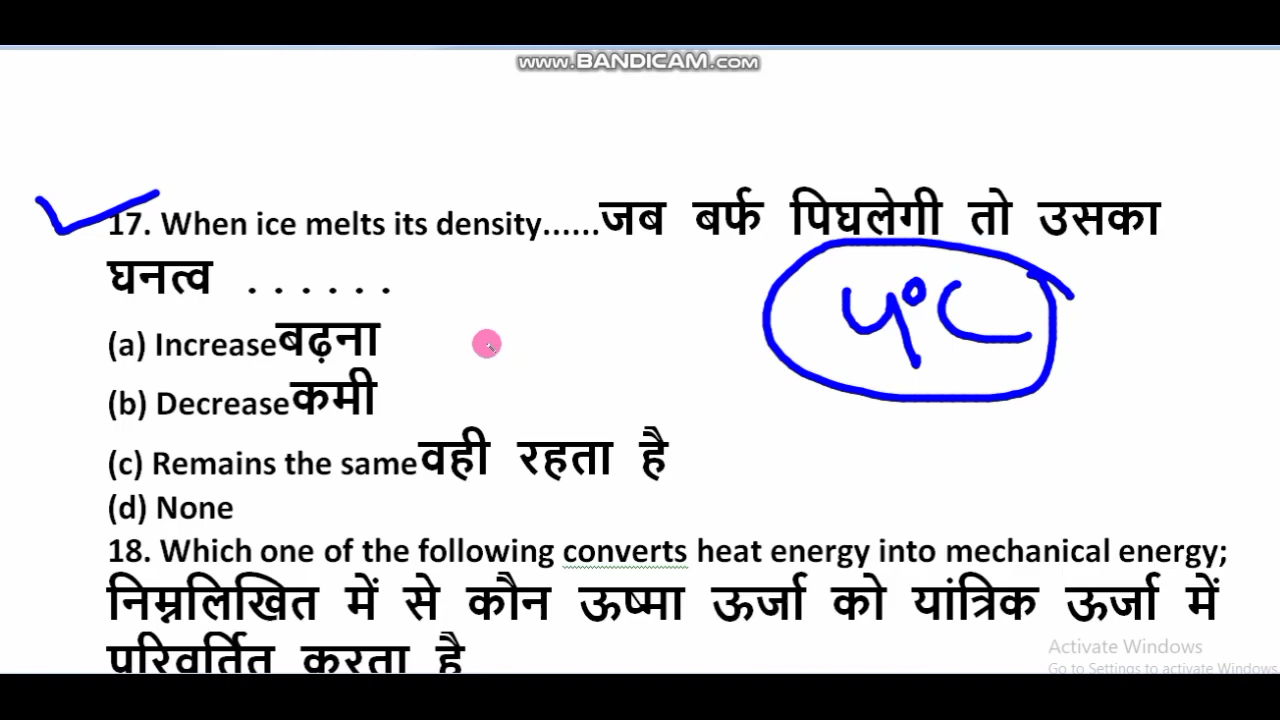 www.BANDICAM.com
17. When ice melts its density......जब बर्फ पिघलेगी तो उसका
घनत्व ......
4°C
(a) Increaseबढ़ना
(b) Decreaseकमी
(c) Remains the sameवही रहता है
(d) None
18. Which one of the following converts heat energy into mechanical energy;
निम्नलिखित में से कौन ऊष्मा ऊर्जा को यांत्रिक ऊर्जा में
परिवर्तित करता है
Activate Windows
Go to Settings to activate Windows